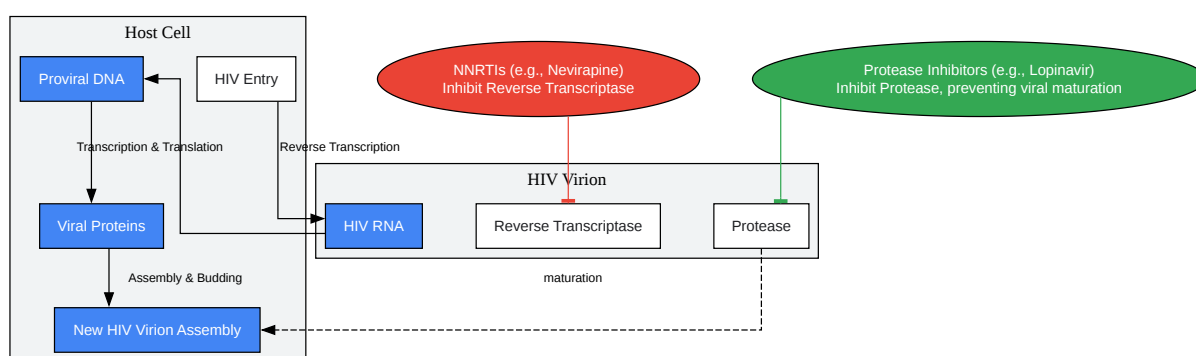 Host Cell
Proviral DNA
HIV Entry
NNRTIs (e.g., Nevirapine)
Inhibit Reverse Transcriptase
Protease Inhibitors (e.g., Lopinavir)
Inhibit Protease, preventing viral maturation
Transcription & Translation
Reverse Transcription
HIV Virion
Viral Proteins
HIV RNA
Reverse Transcriptase
Protease
Assembly & Budding
maturation
New HIV Virion Assembly